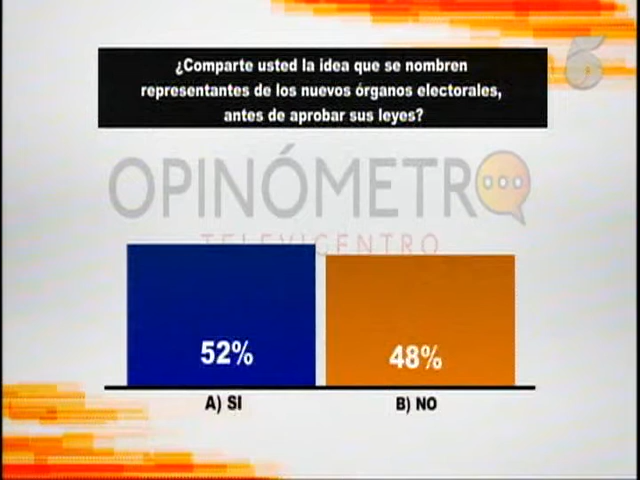 5
¿Comparte usted la idea que se nombren
representantes de los nuevos órganos electorales,
antes de aprobar sus leyes?
OPINÓMETRO
TELEVICENTRO
52%
48%
A) SI
B) NO